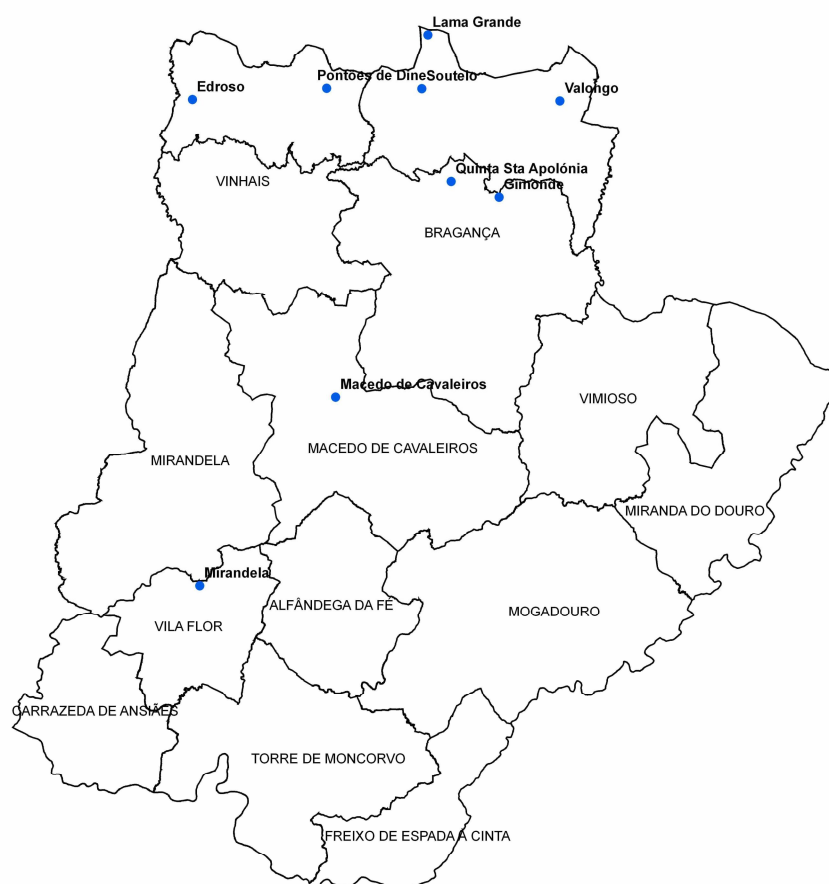 Lama Grande
Edroso
Pontões de Dine
Soutelo
Valongo
Quinta Sta Apolónia
Gimonde
VINHAIS
BRAGANÇA
Macedo de Cavaleiros
VIMIOSO
MACEDO DE CAVALEIROS
MIRANDELA
MIRANDA DO DOURO
Mirandela
ALFÂNDEGA DA FÉ
MOGADOURO
VILA FLOR
CARRAZEDA DE ANSIÃES
TORRE DE MONCORVO
FREIXO DE ESPADA À CINTA